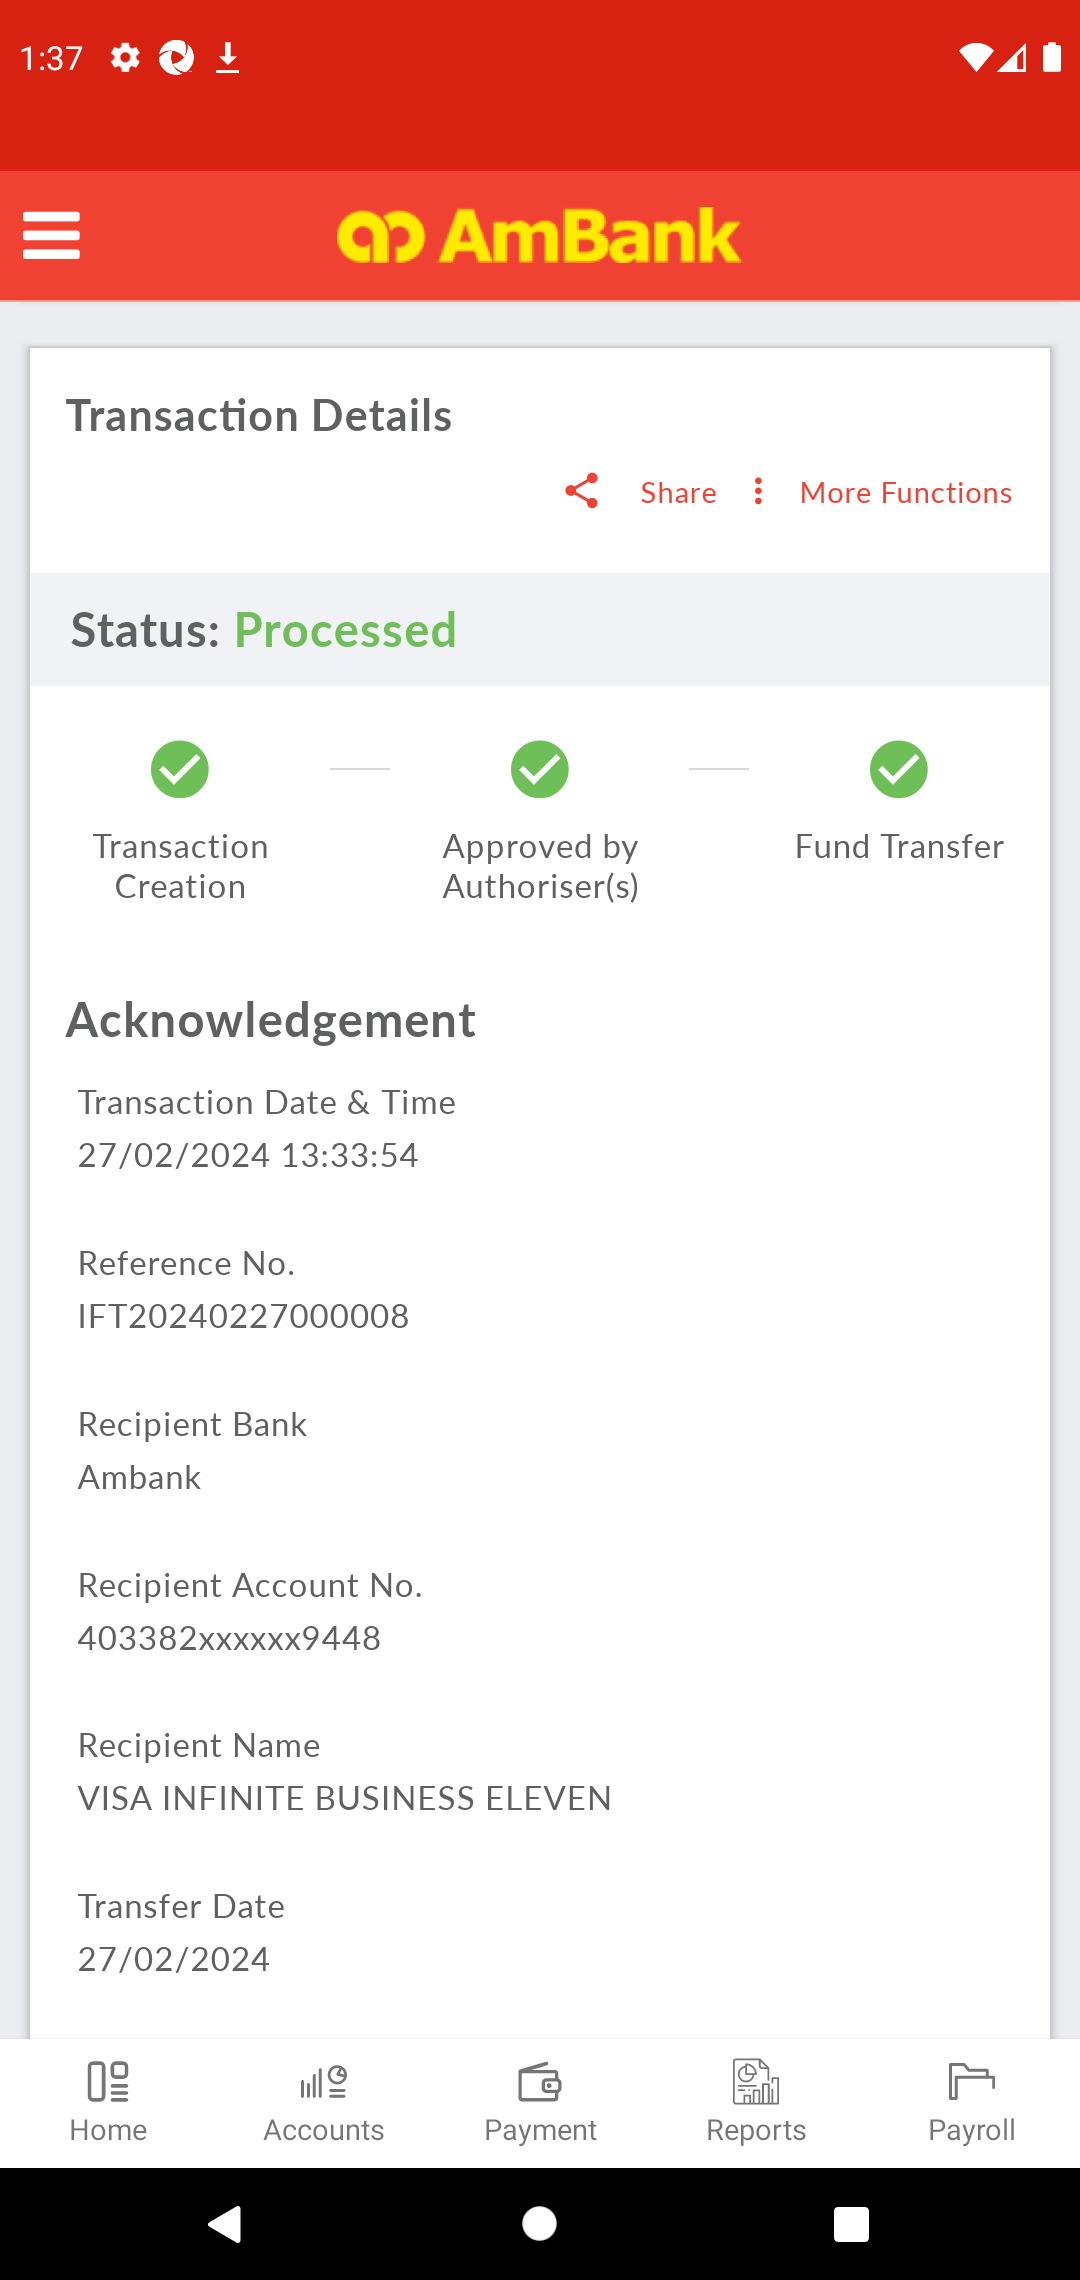 1:37
AmBank
Transaction Details
Share
More Functions
Status: Processed
Transaction
Creation
Approved by
Authoriser(s)
Fund Transfer
Acknowledgement
Transaction Date & Time
27/02/2024 13:33:54
Reference No.
IFT20240227000008
Recipient Bank
Ambank
Recipient Account No.
403382xxxxxx9448
Recipient Name
VISA INFINITE BUSINESS ELEVEN
Transfer Date
27/02/2024
Home
Accounts
Payment
Reports
Payroll